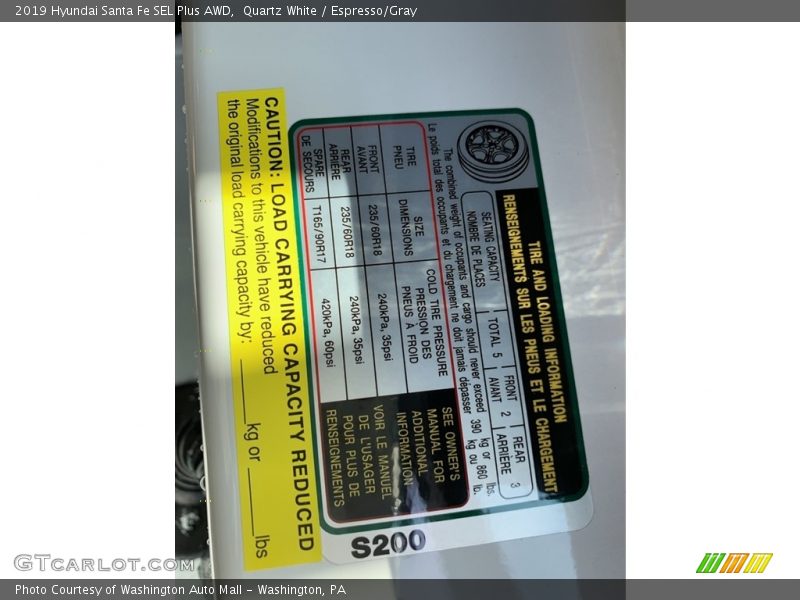 2019 Hyundai Santa Fe SEL Plus AWD,  Quartz White / Espresso/Gray
TIRE AND LOADING INFORMATION
RENSEIGNEMENTS SUR LES PNEUS ET LE CHARGEMENT
SEATING CAPACITY
NOMBRE DE PLACES
TOTAL 5
FRONT
AVANT 2
REAR
ARRIÈRE 3
The combined weight of occupants and cargo should never exceed 390 kg or 860 lbs.
Le poids total des occupants et du chargement ne doit jamais dépasser 390 kg ou 860 lb.
TIRE
PNEU
SIZE
DIMENSIONS
COLD TIRE PRESSURE
PRESSION DES
PNEUS À FROID
FRONT
AVANT
235/60R18
240kPa, 35psi
REAR
ARRIÈRE
235/60R18
240kPa, 35psi
SPARE
DE SECOURS
T165/90R17
420kPa, 60psi
SEE OWNER'S
MANUAL FOR
ADDITIONAL
INFORMATION
VOIR LE MANUEL
DE L'USAGER
POUR PLUS DE
RENSEIGNEMENTS
S200
CAUTION: LOAD CARRYING CAPACITY REDUCED
Modifications to this vehicle have reduced
the original load carrying capacity by: ______ kg or ______ lbs
GTcarlot.com
Photo Courtesy of Washington Auto Mall - Washington, PA